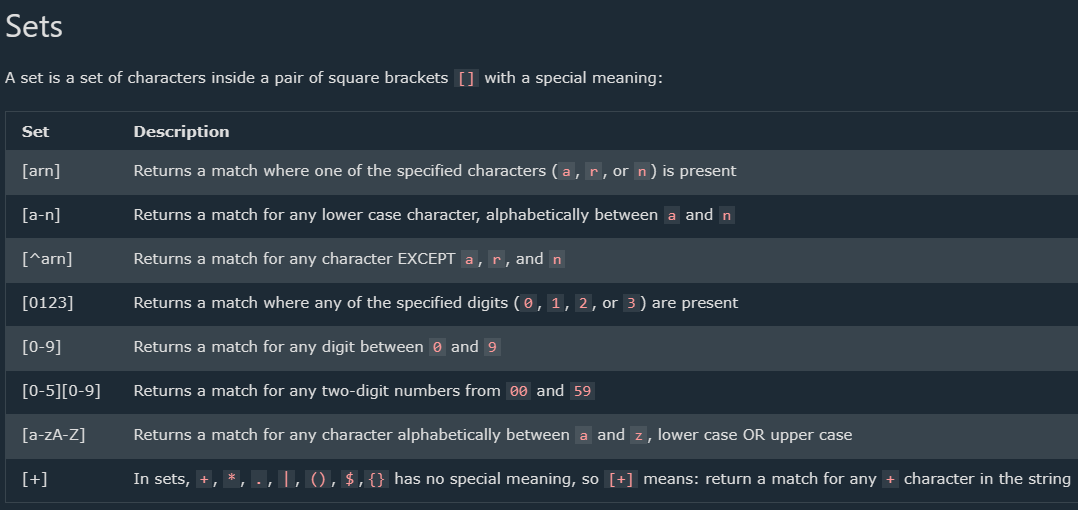 Sets
A set is a set of characters inside a pair of square brackets [] with a special meaning:
Set Description
[arn] Returns a match where one of the specified characters (a, r, or n) is present
[a-n] Returns a match for any lower case character, alphabetically between a and n
[^arn] Returns a match for any character EXCEPT a, r, and n
[0123] Returns a match where any of the specified digits (0, 1, 2, or 3) are present
[0-9] Returns a match for any digit between 0 and 9
[0-5][0-9] Returns a match for any two-digit numbers from 00 and 59
[a-zA-Z] Returns a match for any character alphabetically between a and z, lower case OR upper case
[+] In sets, +, *, ., |, (), $,{} has no special meaning, so [+] means: return a match for any + character in the string